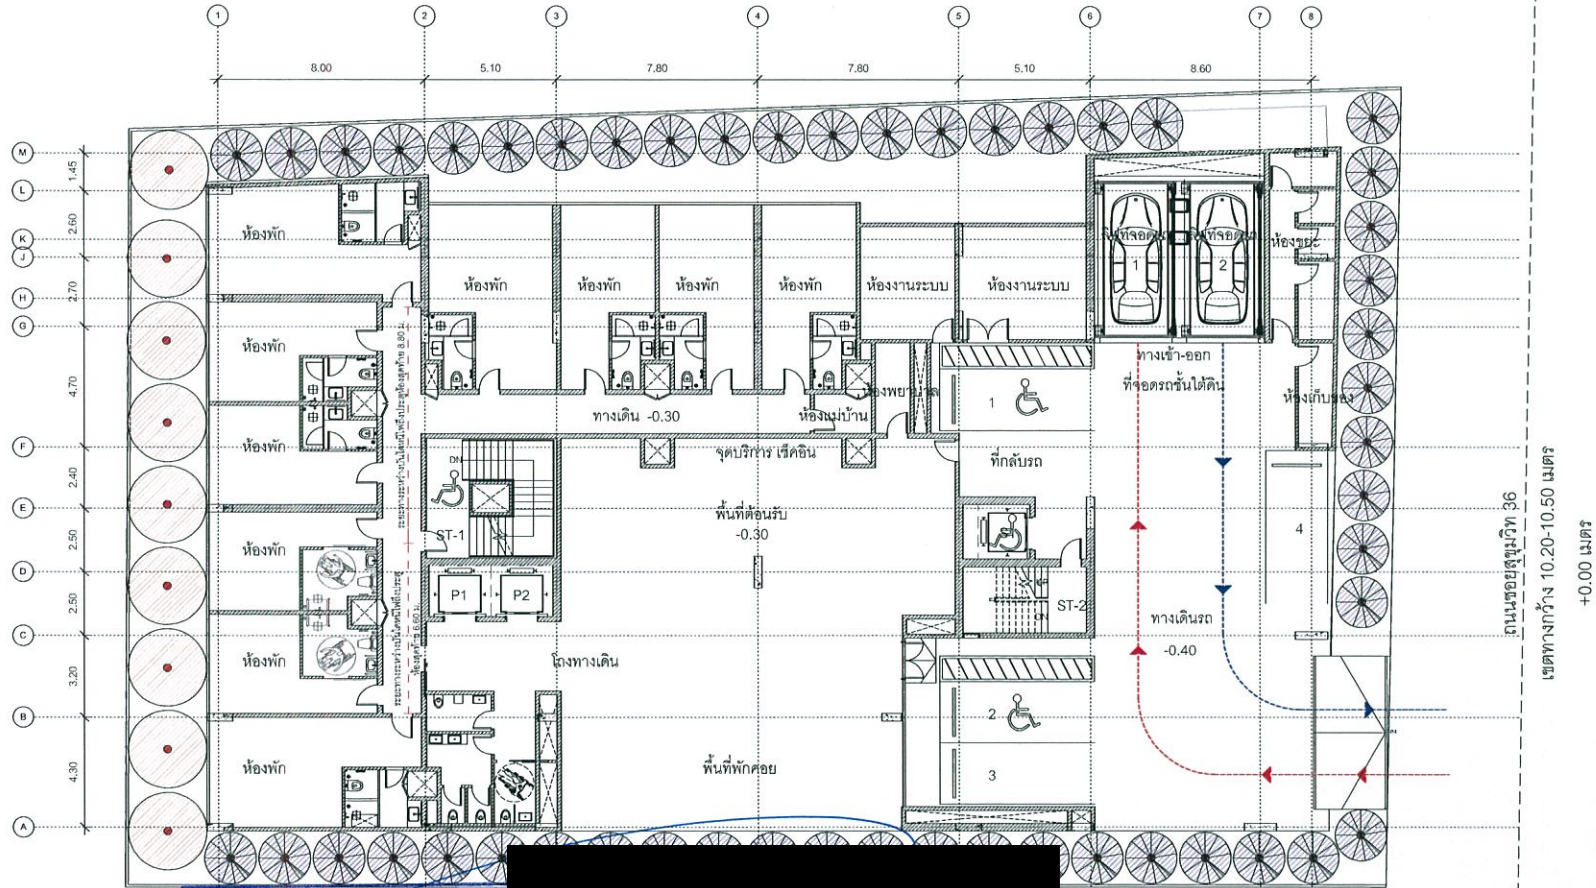 1 2 3 4 5 6 7 8
8.00 5.10 7.80 7.80 5.10 8.60
M
1.45
L
2.60
K
J
2.70
H
G
4.70
F
2.40
E
2.50
D
2.50
C
3.20
B
4.30
A
ห้องพัก
ห้องพัก
ห้องพัก
ห้องพัก
ห้องพัก
ห้องงานระบบ
ห้องงานระบบ
1
2
ห้องขยะ
ห้องพัก
ห้องพัก
ห้องพัก
ห้องพัก
ห้องพัก
ทางเดิน -0.30
ห้องแม่บ้าน
1
ทางเข้า-ออก
ที่จอดรถชั้นใต้ดิน
ห้องเก็บของ
จุดบริการ เช็คอิน
ที่กลับรถ
พื้นที่ต้อนรับ
-0.30
DN
ST-1
P1
P2
ST-2
UP
DN
4
ทางเดินรถ
-0.40
โถงทางเดิน
พื้นที่พักคอย
2
3
ถนนซอยสุขุมวิท 36
เขตทางกว้าง 10.20-10.50 เมตร
+0.00 เมตร